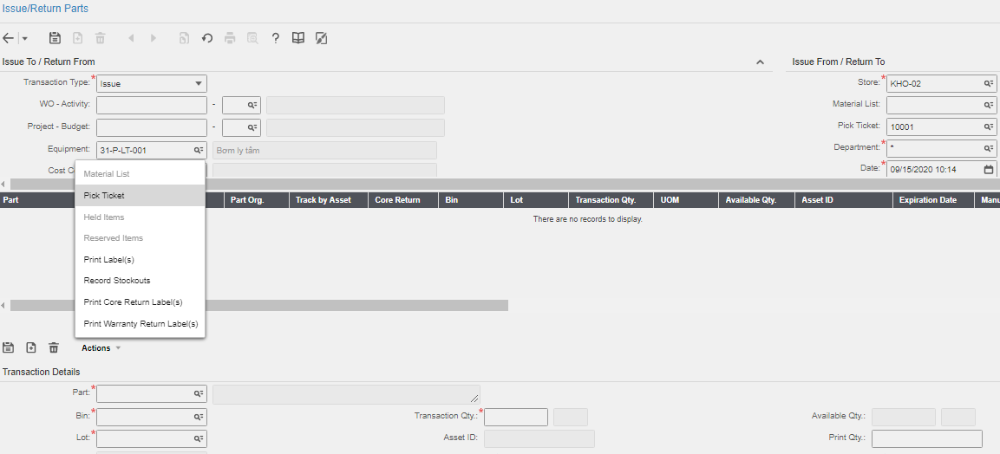 Issue/Return Parts
Issue To / Return From
Issue From / Return To
Transaction Type:* Issue
Store:* KHO-02
WO - Activity: -
Material List:
Project - Budget: -
Pick Ticket: 10001
Equipment: 31-P-LT-001 Bơm ly tâm
Department:* *
Cost C
Date:* 09/15/2020 10:14
Material List
Pick Ticket
Held Items
Reserved Items
Print Label(s)
Record Stockouts
Print Core Return Label(s)
Print Warranty Return Label(s)
Part Part Org. Track by Asset Core Return Bin Lot Transaction Qty. UOM Available Qty. Asset ID Expiration Date Manu
There are no records to display.
Actions
Transaction Details
Part:*
Bin:* Transaction Qty.:* Available Qty.:
Lot:* Asset ID: Print Qty.: